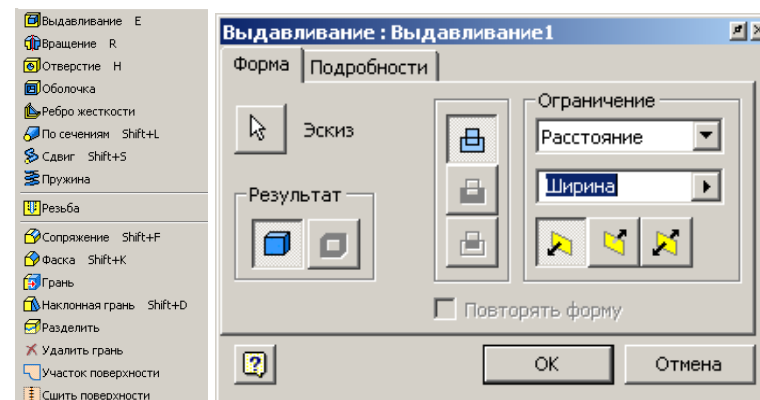 Выдавливание E
Вращение R
Отверстие H
Оболочка
Ребро жесткости
По сечениям Shift+L
Сдвиг Shift+S
Пружина
Резьба
Сопряжение Shift+F
Фаска Shift+K
Грань
Наклонная грань Shift+D
Разделить
Удалить грань
Участок поверхности
Сшить поверхности
Выдавливание : Выдавливание1
Форма Подробности
Эскиз
Ограничение
Расстояние
Ширина
Результат
Повторять форму
OK Отмена